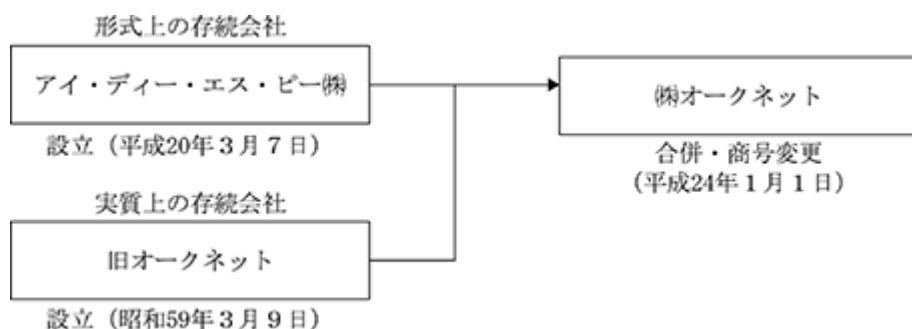 形式上の存続会社
アイ・ディー・エス・ピー㈱
設立（平成20年３月７日）
㈱オークネット
合併・商号変更
（平成24年１月１日）
実質上の存続会社
旧オークネット
設立（昭和59年３月９日）